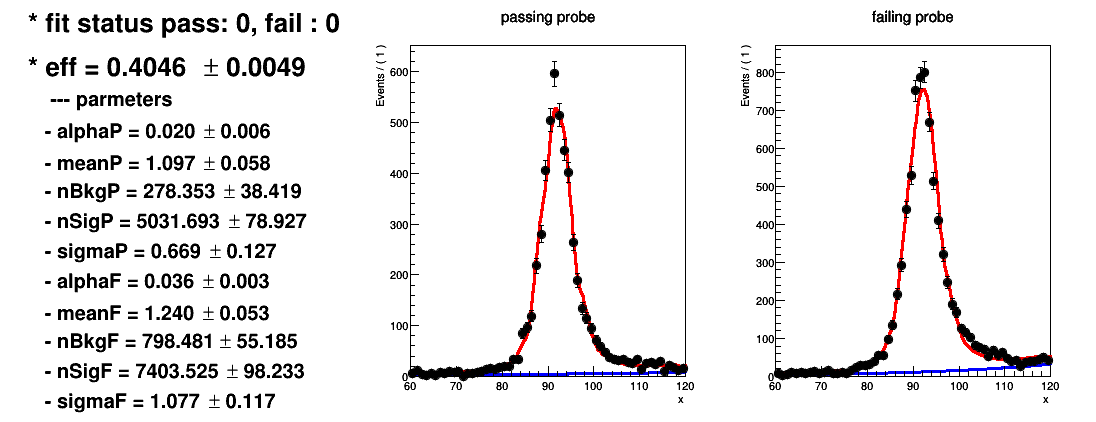 * fit status pass: 0, fail : 0
* eff = 0.4046 ± 0.0049
--- parmeters
- alphaP = 0.020 ± 0.006
- meanP = 1.097 ± 0.058
- nBkgP = 278.353 ± 38.419
- nSigP = 5031.693 ± 78.927
- sigmaP = 0.669 ± 0.127
- alphaF = 0.036 ± 0.003
- meanF = 1.240 ± 0.053
- nBkgF = 798.481 ± 55.185
- nSigF = 7403.525 ± 98.233
- sigmaF = 1.077 ± 0.117
passing probe
Events / ( 1 )
600
500
400
300
200
100
0
60 70 80 90 100 110 120
x
failing probe
Events / ( 1 )
800
700
600
500
400
300
200
100
0
60 70 80 90 100 110 120
x